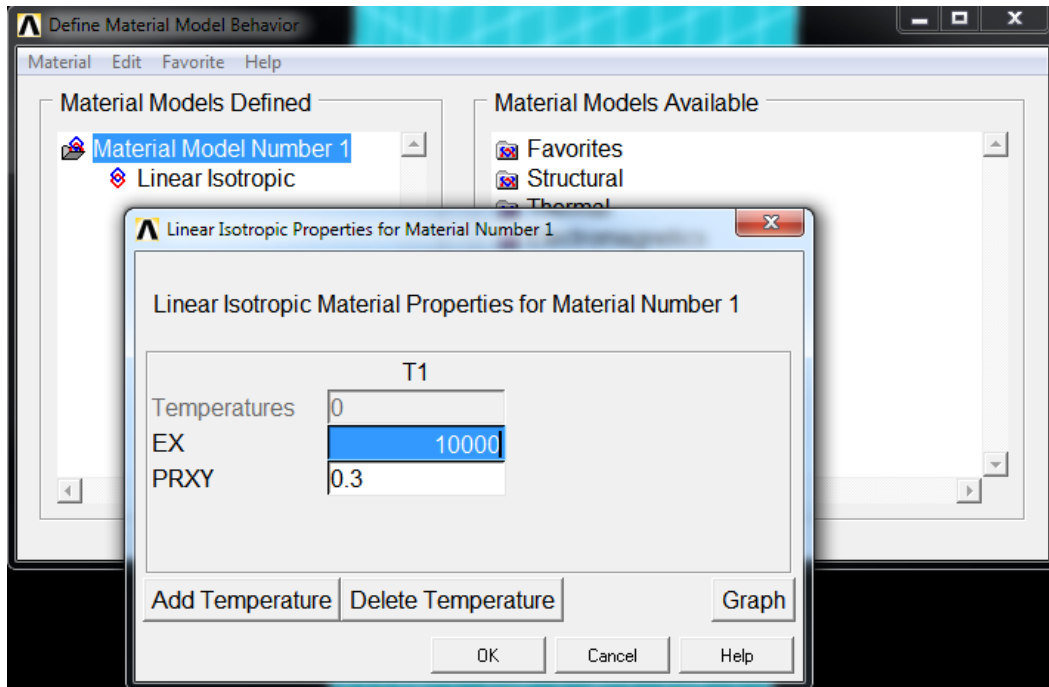 Define Material Model Behavior
Material Edit Favorite Help
Material Models Defined
Material Models Available
Material Model Number 1
Linear Isotropic
Favorites
Structural
Thermal
Linear Isotropic Properties for Material Number 1
Linear Isotropic Material Properties for Material Number 1
T1
Temperatures 0
EX 10000
PRXY 0.3
Add Temperature Delete Temperature Graph
OK Cancel Help